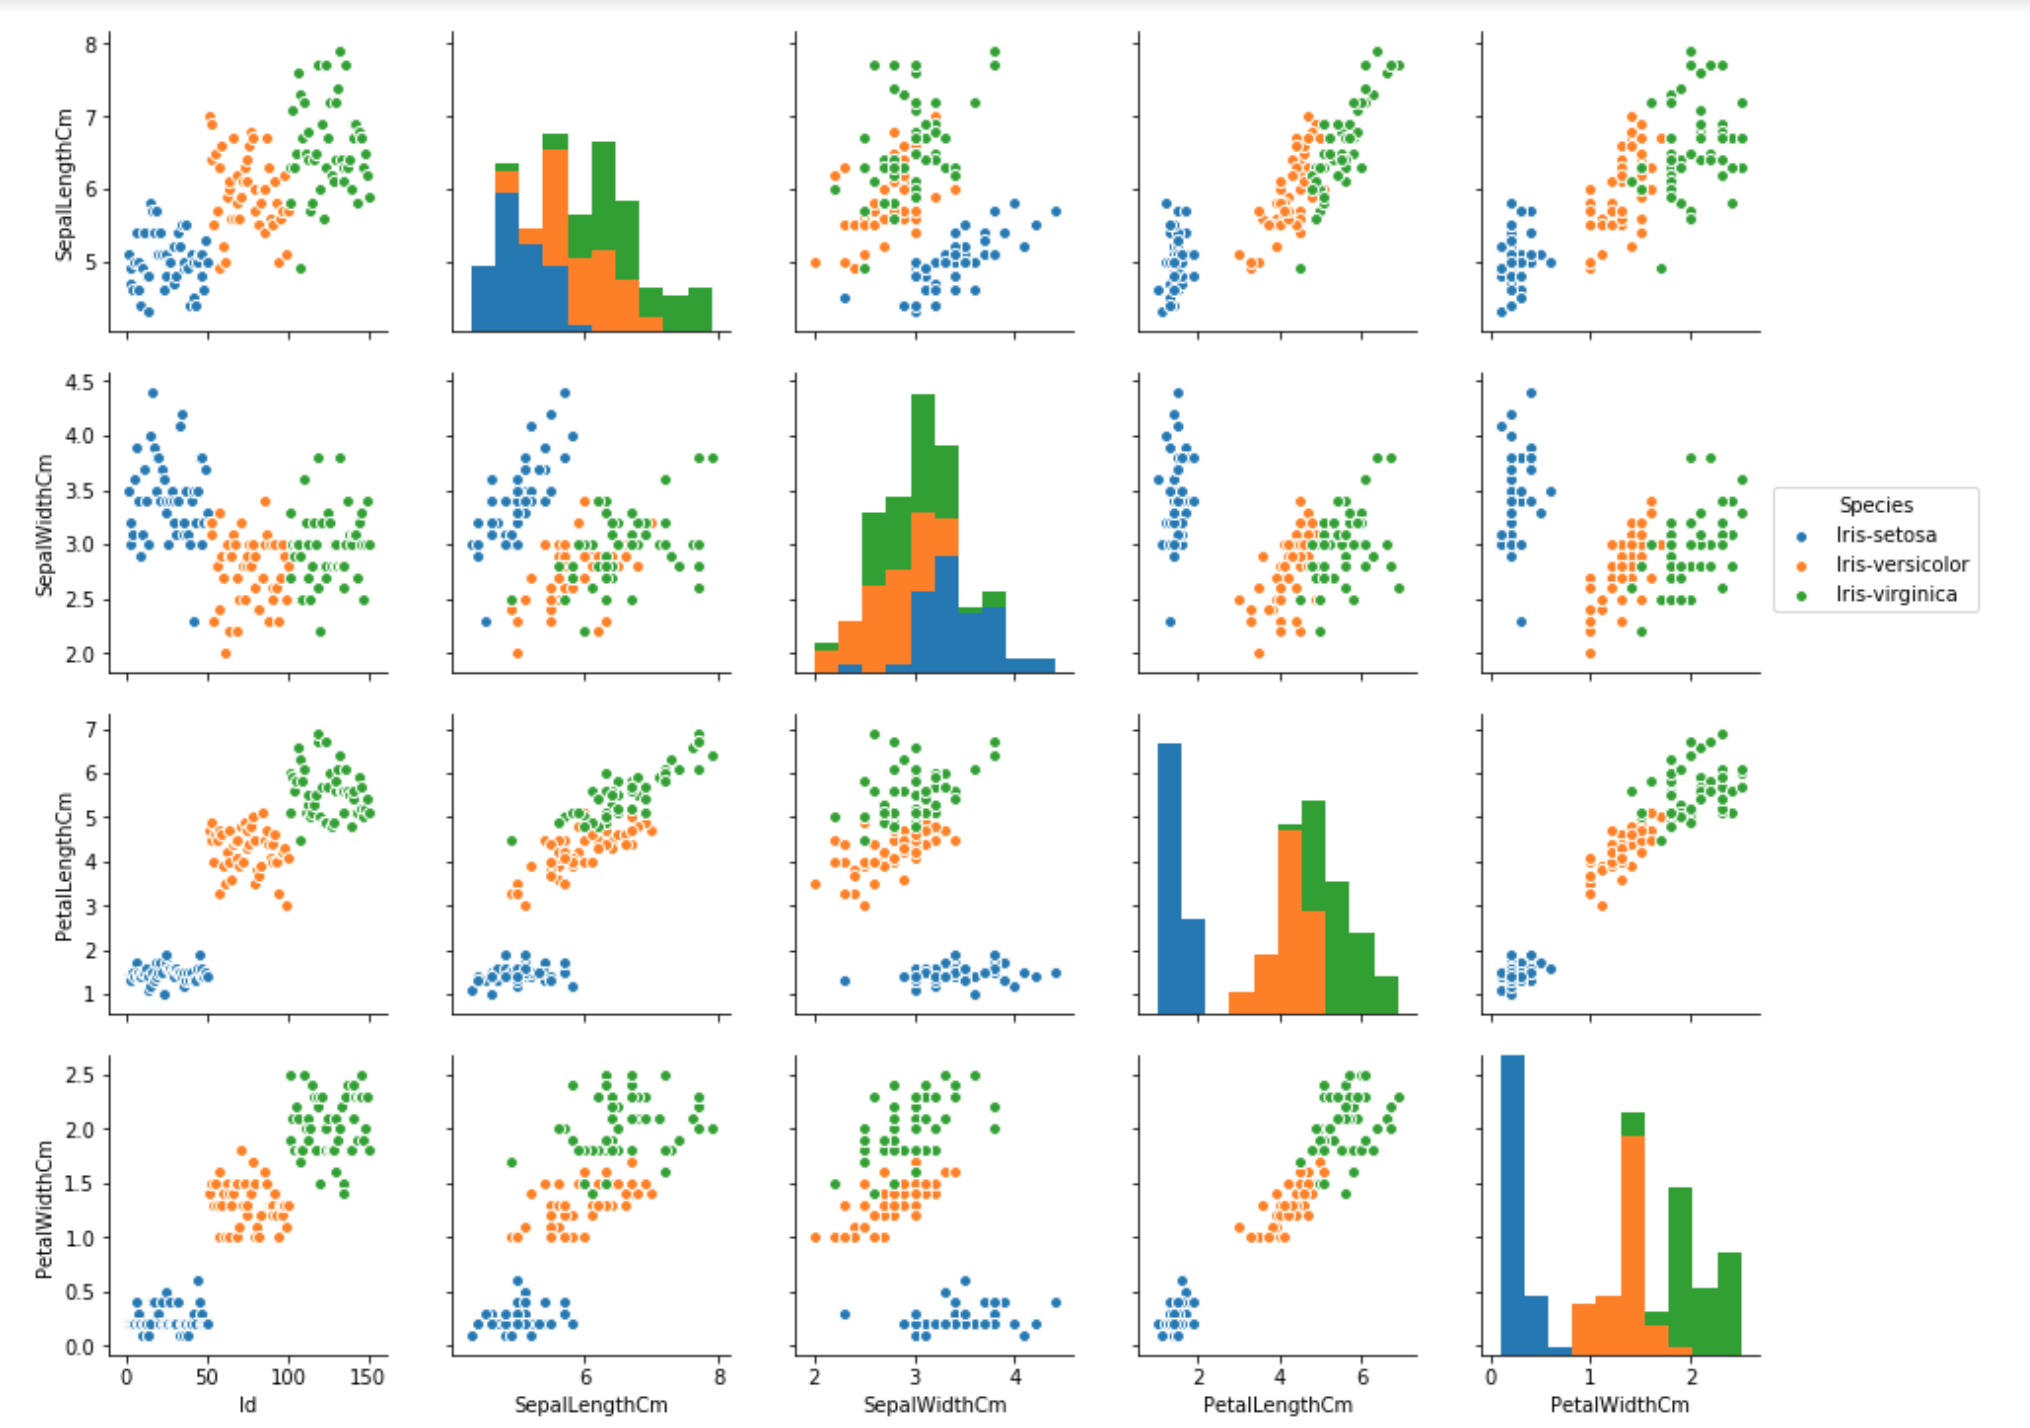 8
7
6
5
SepalLengthCm
4.5
4.0
3.5
3.0
2.5
2.0
SepalWidthCm
Species
Iris-setosa
Iris-versicolor
Iris-virginica
7
6
5
4
3
2
1
PetalLengthCm
2.5
2.0
1.5
1.0
0.5
0.0
PetalWidthCm
0 50 100 150 6 8 2 3 4 2 4 6 0 1 2
Id SepalLengthCm SepalWidthCm PetalLengthCm PetalWidthCm